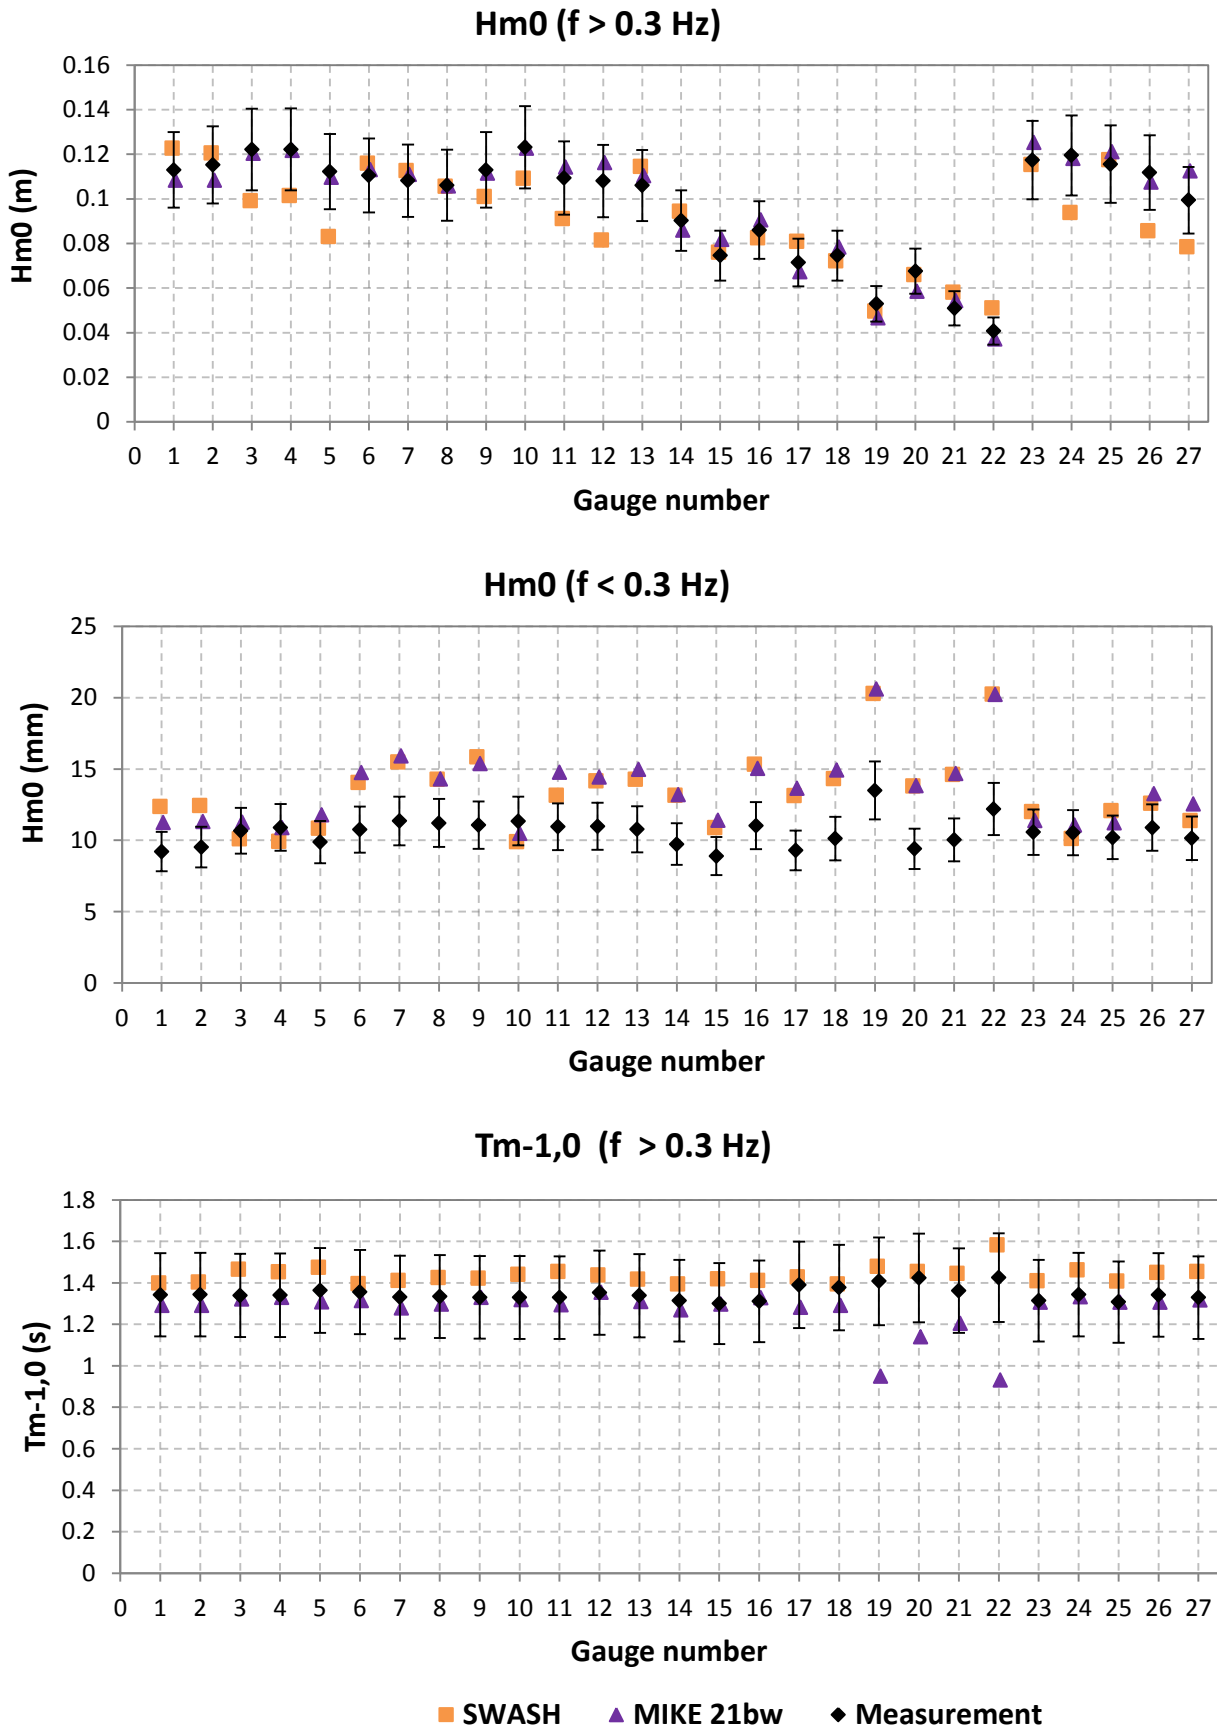 Hm0 (f > 0.3 Hz)
0.16
0.14
0.12
0.1
0.08
0.06
0.04
0.02
0
Hm0 (m)
0 1 2 3 4 5 6 7 8 9 10 11 12 13 14 15 16 17 18 19 20 21 22 23 24 25 26 27
Gauge number
Hm0 (f < 0.3 Hz)
25
20
15
10
5
0
Hm0 (mm)
0 1 2 3 4 5 6 7 8 9 10 11 12 13 14 15 16 17 18 19 20 21 22 23 24 25 26 27
Gauge number
Tm-1,0 (f > 0.3 Hz)
1.8
1.6
1.4
1.2
1
0.8
0.6
0.4
0.2
0
Tm-1,0 (s)
0 1 2 3 4 5 6 7 8 9 10 11 12 13 14 15 16 17 18 19 20 21 22 23 24 25 26 27
Gauge number
SWASH MIKE 21bw Measurement